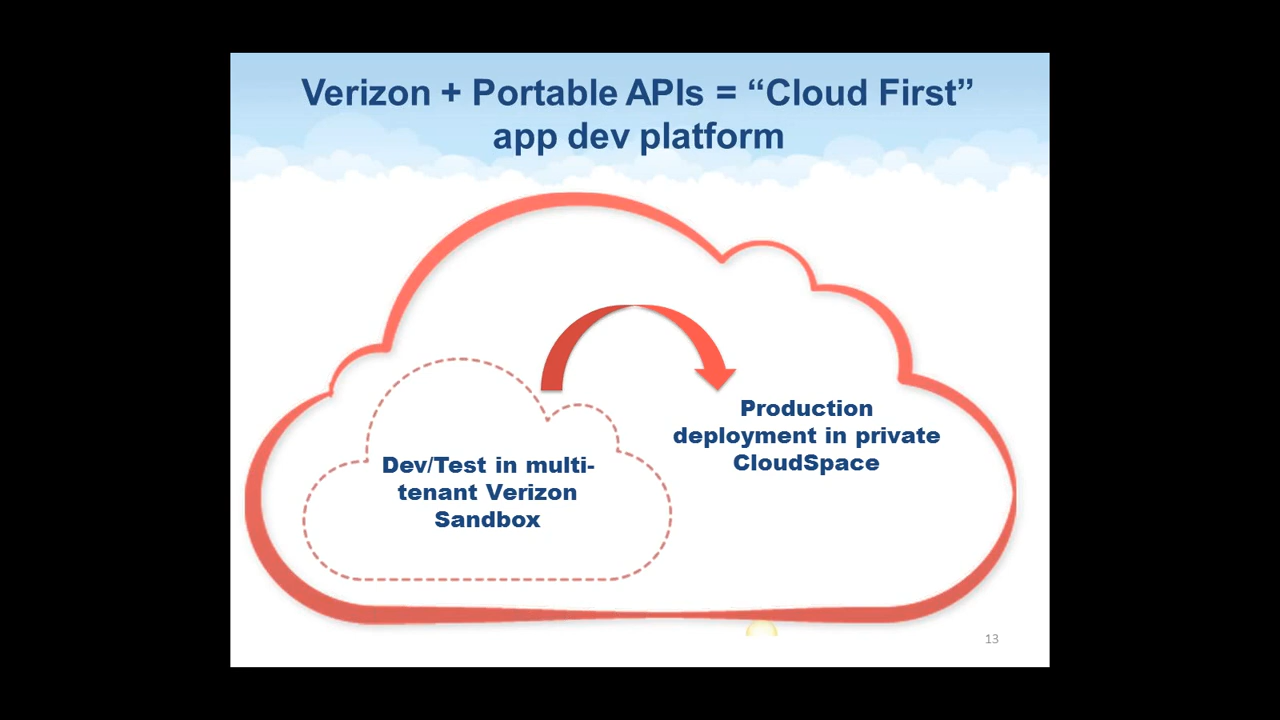 Verizon + Portable APIs = “Cloud First”
app dev platform
Production
deployment in private
CloudSpace
Dev/Test in multi-
tenant Verizon
Sandbox
13